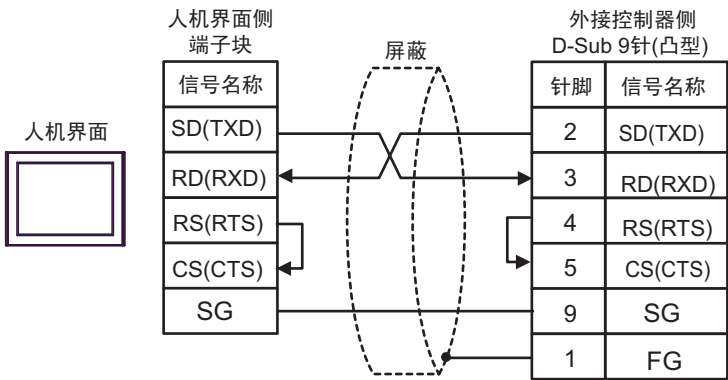 人机界面侧
端子块
外接控制器侧
D-Sub 9针(凸型)
屏蔽
人机界面
信号名称
SD(TXD)
RD(RXD)
RS(RTS)
CS(CTS)
SG
针脚 信号名称
2 SD(TXD)
3 RD(RXD)
4 RS(RTS)
5 CS(CTS)
9 SG
1 FG